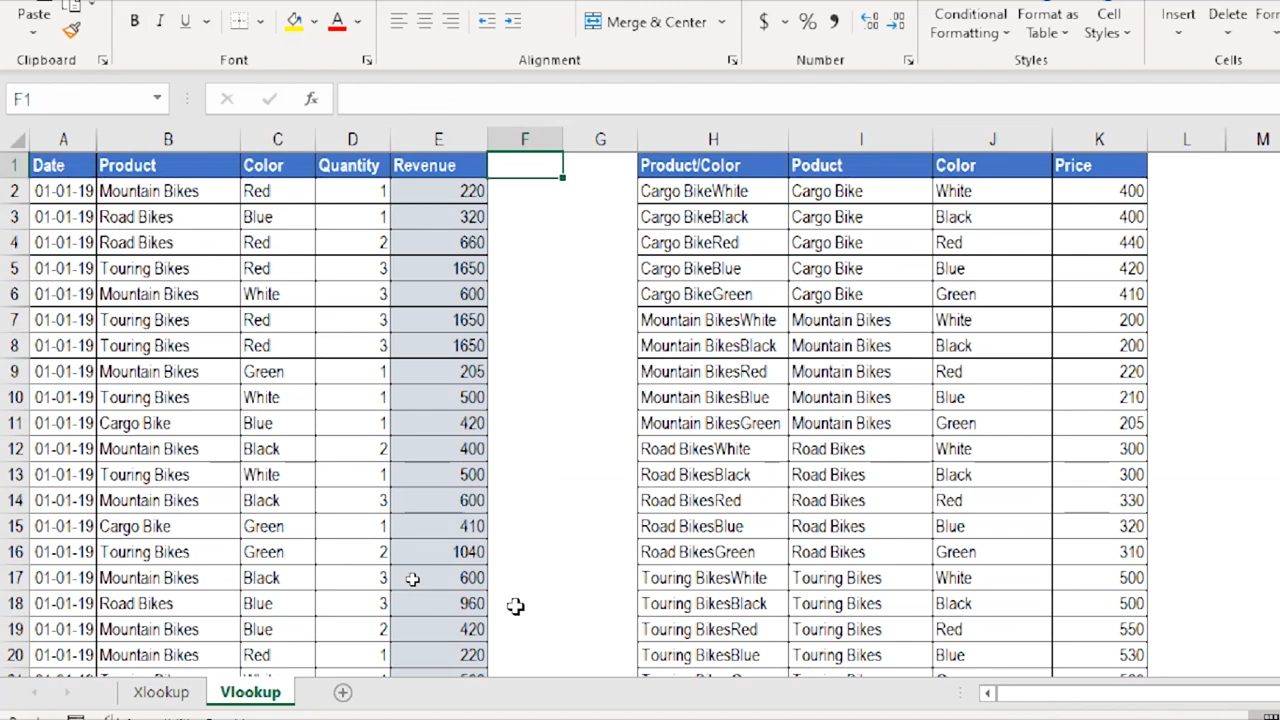 Paste B I U A Merge & Center $ % 9 Conditional Formatting Format as Table Cell Styles Insert Delete
Clipboard Font Alignment Number Styles Cells
F1 fx
A B C D E F G H I J K L M
1 Date Product Color Quantity Revenue Product/Color Poduct Color Price
2 01-01-19 Mountain Bikes Red 1 220 Cargo BikeWhite Cargo Bike White 400
3 01-01-19 Road Bikes Blue 1 320 Cargo BikeBlack Cargo Bike Black 400
4 01-01-19 Road Bikes Red 2 660 Cargo BikeRed Cargo Bike Red 440
5 01-01-19 Touring Bikes Red 3 1650 Cargo BikeBlue Cargo Bike Blue 420
6 01-01-19 Mountain Bikes White 3 600 Cargo BikeGreen Cargo Bike Green 410
7 01-01-19 Touring Bikes Red 3 1650 Mountain BikesWhite Mountain Bikes White 200
8 01-01-19 Touring Bikes Red 3 1650 Mountain BikesBlack Mountain Bikes Black 200
9 01-01-19 Mountain Bikes Green 1 205 Mountain BikesRed Mountain Bikes Red 220
10 01-01-19 Touring Bikes White 1 500 Mountain BikesBlue Mountain Bikes Blue 210
11 01-01-19 Cargo Bike Blue 1 420 Mountain BikesGreen Mountain Bikes Green 205
12 01-01-19 Mountain Bikes Black 2 400 Road BikesWhite Road Bikes White 300
13 01-01-19 Touring Bikes White 1 500 Road BikesBlack Road Bikes Black 300
14 01-01-19 Mountain Bikes Black 3 600 Road BikesRed Road Bikes Red 330
15 01-01-19 Cargo Bike Green 1 410 Road BikesBlue Road Bikes Blue 320
16 01-01-19 Touring Bikes Green 2 1040 Road BikesGreen Road Bikes Green 310
17 01-01-19 Mountain Bikes Black 3 600 Touring BikesWhite Touring Bikes White 500
18 01-01-19 Road Bikes Blue 3 960 Touring BikesBlack Touring Bikes Black 500
19 01-01-19 Mountain Bikes Blue 2 420 Touring BikesRed Touring Bikes Red 550
20 01-01-19 Mountain Bikes Red 1 220 Touring BikesBlue Touring Bikes Blue 530
Xlookup Vlookup